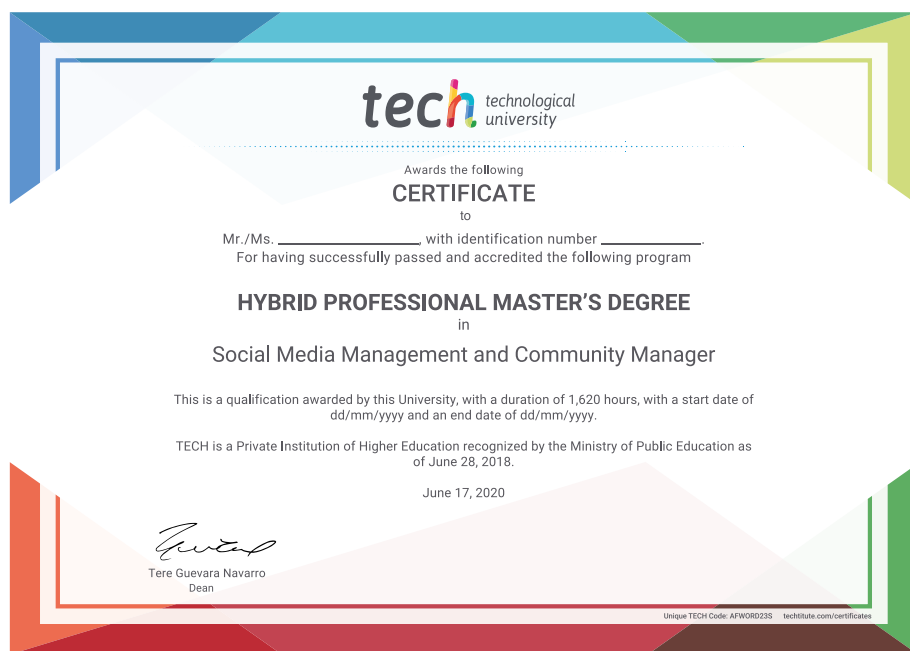 tech technological
university
Awards the following
CERTIFICATE
to
Mr./Ms. ____________________, with identification number ______________.
For having successfully passed and accredited the following program
HYBRID PROFESSIONAL MASTER'S DEGREE
in
Social Media Management and Community Manager
This is a qualification awarded by this University, with a duration of 1,620 hours, with a start date of
dd/mm/yyyy and an end date of dd/mm/yyyy.
TECH is a Private Institution of Higher Education recognized by the Ministry of Public Education as
of June 28, 2018.
June 17, 2020
Tere Guevara Navarro
Dean
Unique TECH Code: AFWORD23S techtitute.com/certificates